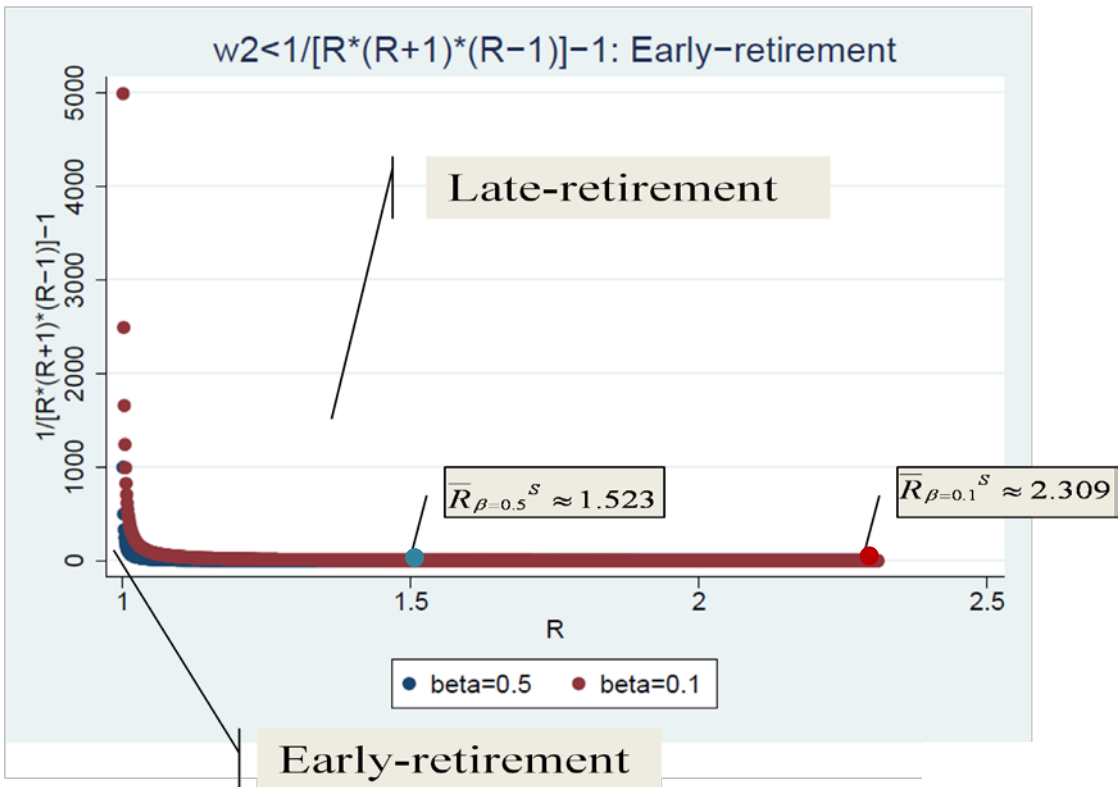 w2<1/[R*(R+1)*(R−1)]−1: Early−retirement
5000
4000
3000
2000
1000
0
1/[R*(R+1)*(R−1)]−1
Late-retirement
R̅β=0.5ˢ ≈1.523
R̅β=0.1ˢ ≈ 2.309
1
1.5
2
2.5
R
beta=0.5
beta=0.1
Early-retirement